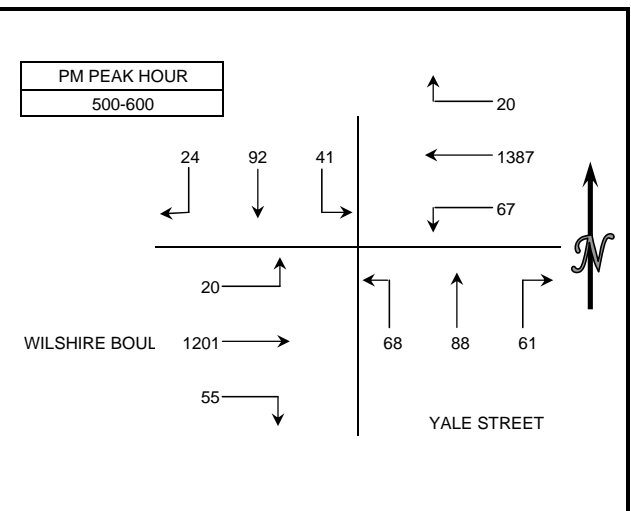 PM PEAK HOUR
500-600
20
24 92 41
1387
67
20
WILSHIRE BOUL 1201
68 88 61
55
YALE STREET
N